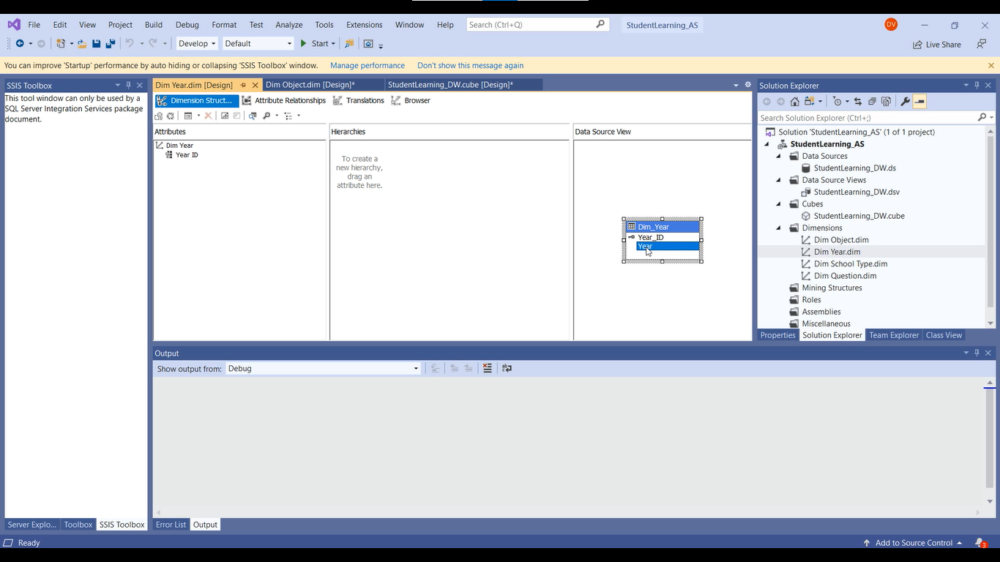 File Edit View Project Build Debug Format Test Analyze Tools Extensions Window Help Search (Ctrl+Q) StudentLearning_AS DV
Develop Default Start Live Share
You can improve 'Startup' performance by auto hiding or collapsing 'SSIS Toolbox' window. Manage performance Don't show this message again
SSIS Toolbox
This tool window can only be used by a
SQL Server Integration Services package
document.
Dim Year.dim [Design] Dim Object.dim [Design]* StudentLearning_DW.cube [Design]*
Dimension Struct... Attribute Relationships Translations Browser
Attributes Hierarchies Data Source View
Dim Year
Year ID
To create a
new hierarchy,
drag an
attribute here.
Dim_Year
Year_ID
Year
Solution Explorer
Search Solution Explorer (Ctrl+;)
Solution 'StudentLearning_AS' (1 of 1 project)
StudentLearning_AS
Data Sources
StudentLearning_DW.ds
Data Source Views
StudentLearning_DW.dsv
Cubes
StudentLearning_DW.cube
Dimensions
Dim Object.dim
Dim Year.dim
Dim School Type.dim
Dim Question.dim
Mining Structures
Roles
Assemblies
Miscellaneous
Properties Solution Explorer Team Explorer Class View
Output
Show output from: Debug
Server Explo... Toolbox SSIS Toolbox Error List Output
Ready Add to Source Control 3